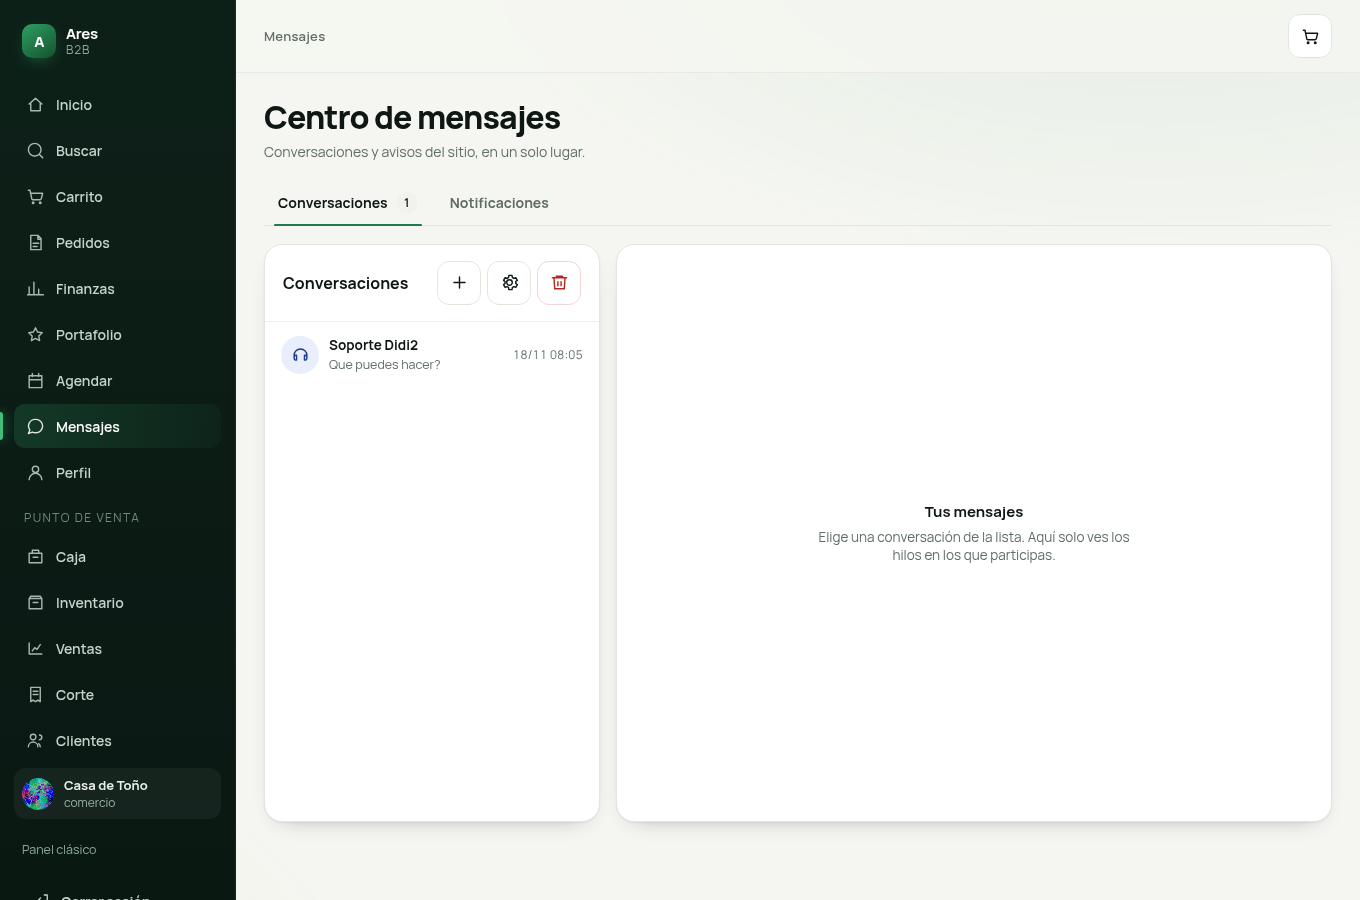 A
Ares
B2B
Inicio
Buscar
Carrito
Pedidos
Finanzas
Portafolio
Agendar
Mensajes
Perfil
PUNTO DE VENTA
Caja
Inventario
Ventas
Corte
Clientes
Casa de Toño
comercio
Panel clásico
Mensajes
Centro de mensajes
Conversaciones y avisos del sitio, en un solo lugar.
Conversaciones 1
Notificaciones
Conversaciones
Soporte Didi2
Que puedes hacer?
18/11 08:05
Tus mensajes
Elige una conversación de la lista. Aquí solo ves los
hilos en los que participas.